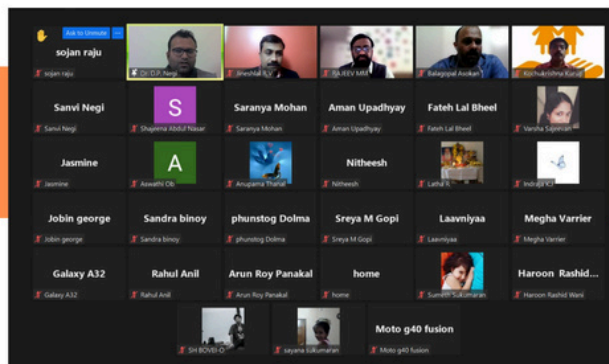 Ask to Unmute ...
sojan raju
sojan raju
Dr. D.P. Negi
Jineshlal R.V
RAJEEV MM
Balagopal Asokan
Kochukrishna Kurup
Sanvi Negi
S
Saranya Mohan
Aman Upadhyay
Fateh Lal Bheel
Sanvi Negi
Shajeena Abdul Nasar
Saranya Mohan
Aman Upadhyay
Fateh Lal Bheel
Varsha Sajeevan
Jasmine
A
Nitheesh
Jasmine
Aswathi Ob
Anupama Thanal
Nitheesh
Latha R
Jobin george
Sandra binoy
phunstog Dolma
Sreya M Gopi
Laavniyaa
Megha Varrier
Jobin george
Sandra binoy
phunstog Dolma
Sreya M Gopi
Laavniyaa
Megha Varrier
Galaxy A32
Rahul Anil
Arun Roy Panakal
home
Haroon Rashid...
Galaxy A32
Rahul Anil
Arun Roy Panakal
home
Sumesh Sukumaran
Haroon Rashid Wani
Moto g40 fusion
sayana sukumaran
Moto g40 fusion